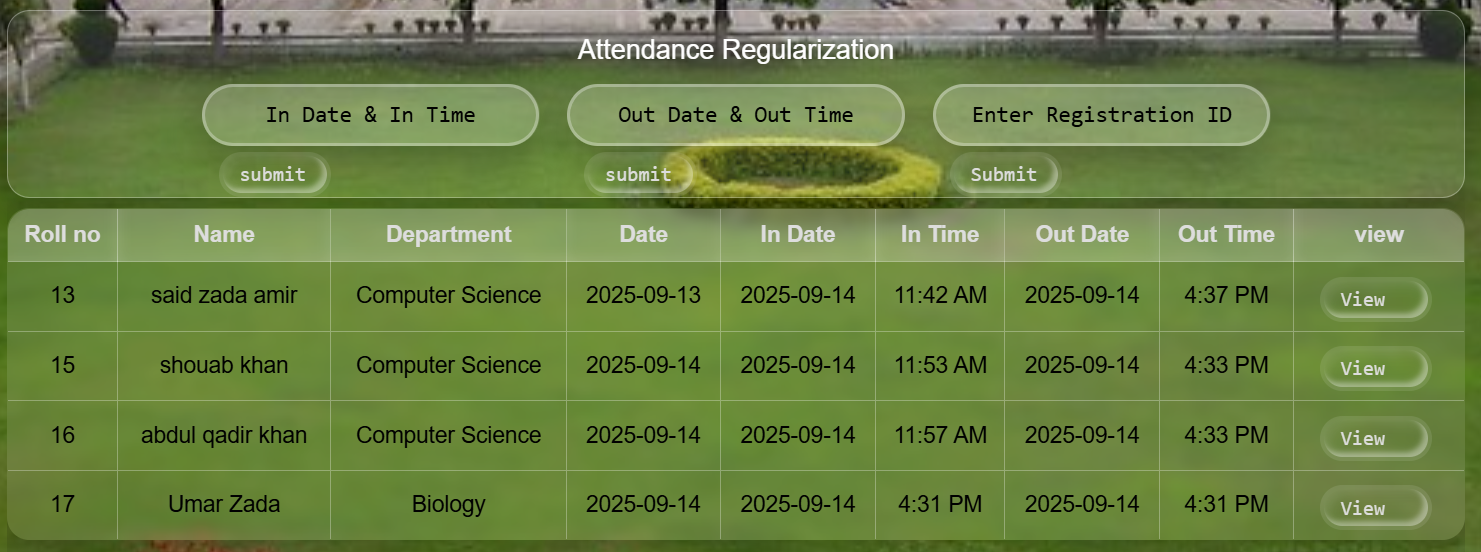 Attendance Regularization
In Date & In Time Out Date & Out Time Enter Registration ID
submit submit Submit
Roll no Name Department Date In Date In Time Out Date Out Time view
13 said zada amir Computer Science 2025-09-13 2025-09-14 11:42 AM 2025-09-14 4:37 PM View
15 shouab khan Computer Science 2025-09-14 2025-09-14 11:53 AM 2025-09-14 4:33 PM View
16 abdul qadir khan Computer Science 2025-09-14 2025-09-14 11:57 AM 2025-09-14 4:33 PM View
17 Umar Zada Biology 2025-09-14 2025-09-14 4:31 PM 2025-09-14 4:31 PM View